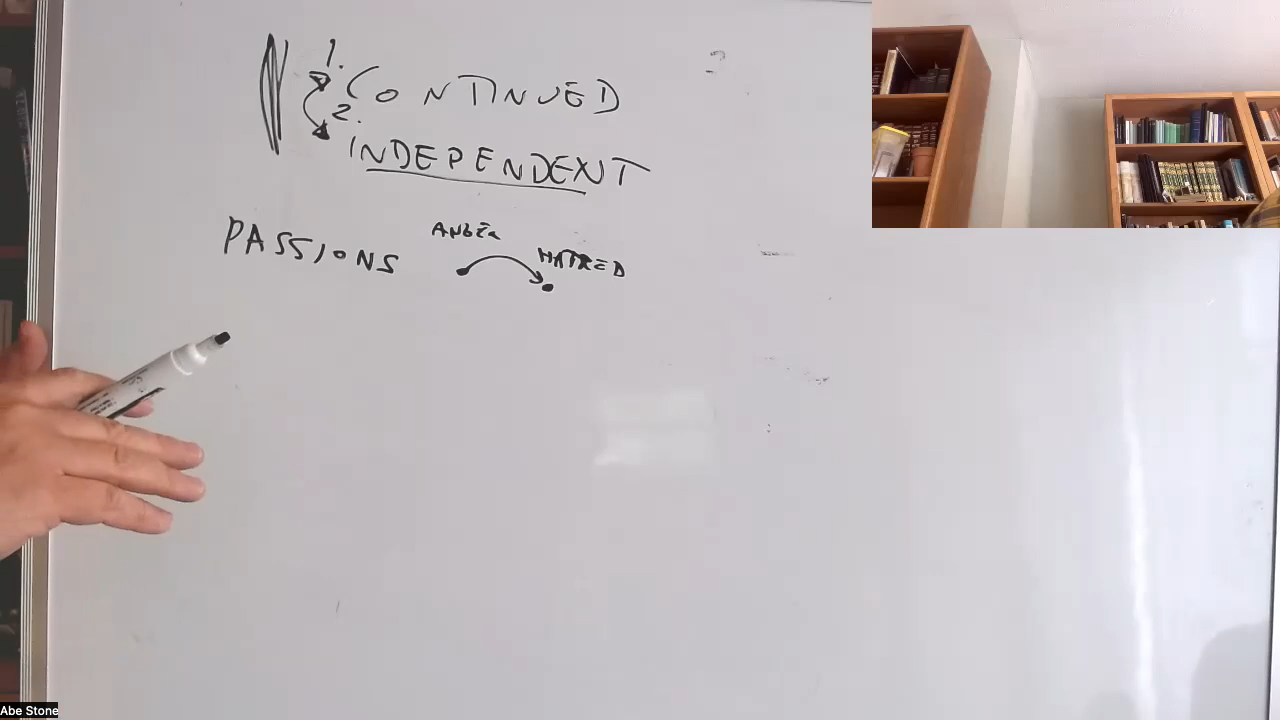 1.
CONTINUED
2.
INDEPENDENT
PASSIONS
ANGER
HATRED
Abe Stone